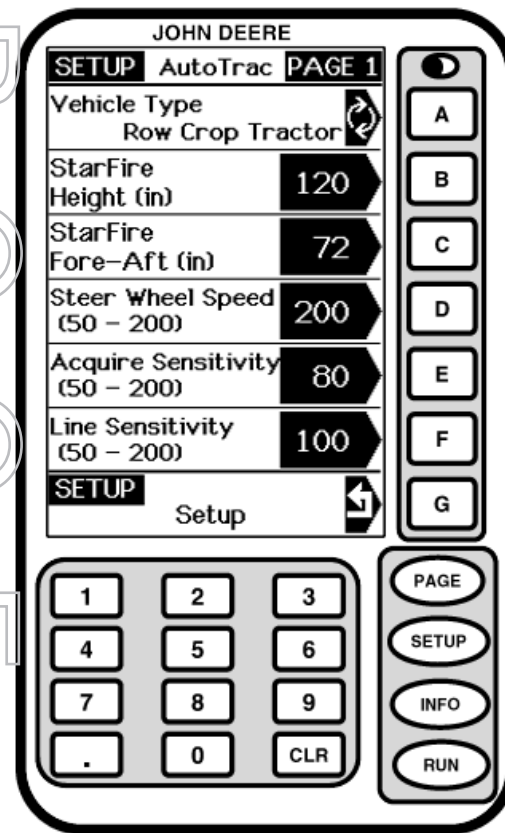 JOHN DEERE
SETUP AutoTrac PAGE 1
Vehicle Type
Row Crop Tractor
A
StarFire
Height (in)
120
B
StarFire
Fore-Aft (in)
72
C
Steer Wheel Speed
(50 - 200)
200
D
Acquire Sensitivity
(50 - 200)
80
E
Line Sensitivity
(50 - 200)
100
F
SETUP
Setup
G
1 2 3
4 5 6
7 8 9
. 0 CLR
PAGE
SETUP
INFO
RUN